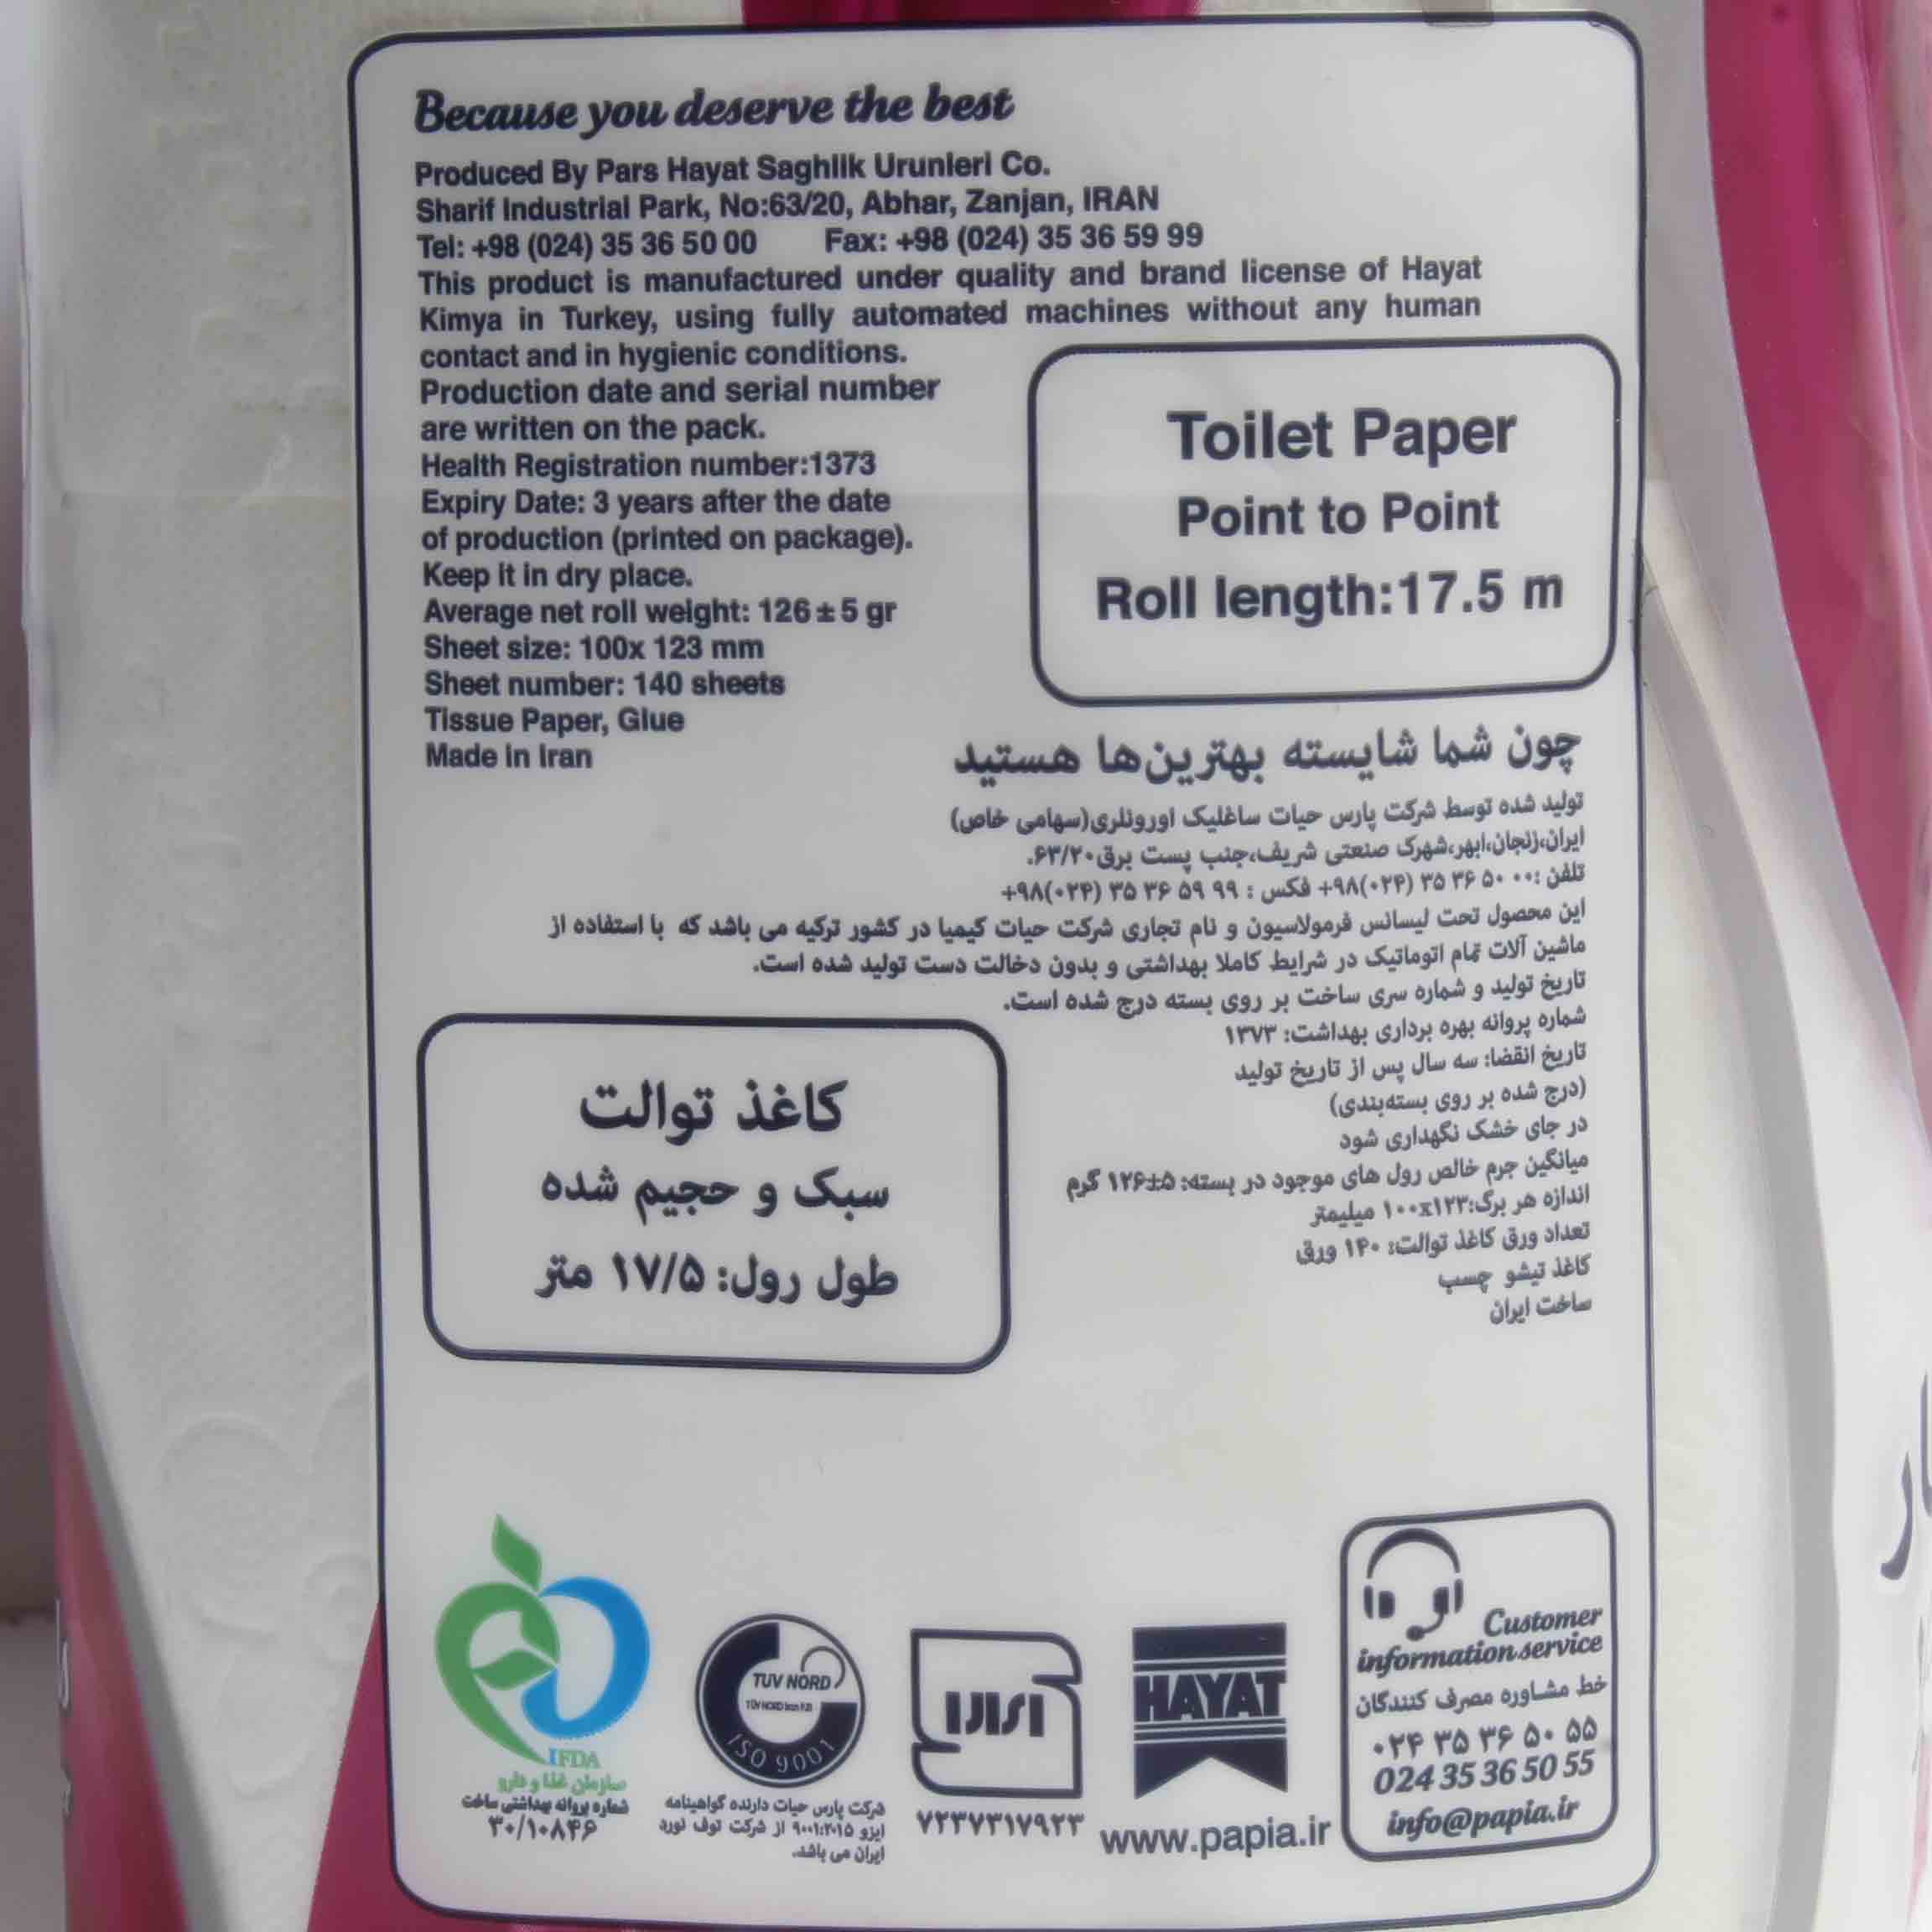 Because you deserve the best
Produced By Pars Hayat Saghlik Urunleri Co.
Sharif Industrial Park, No:63/20, Abhar, Zanjan, IRAN
Tel: +98 (024) 35 36 50 00 Fax: +98 (024) 35 36 59 99
This product is manufactured under quality and brand license of Hayat
Kimya in Turkey, using fully automated machines without any human
contact and in hygienic conditions.
Production date and serial number
are written on the pack.
Health Registration number:1373
Expiry Date: 3 years after the date
of production (printed on package).
Keep it in dry place.
Average net roll weight: 126 ± 5 gr
Sheet size: 100x 123 mm
Sheet number: 140 sheets
Tissue Paper, Glue
Made In Iran
Toilet Paper
Point to Point
Roll length:17.5 m
چون شما شایسته بهترین‌ها هستید
تولید شده توسط شرکت پارس حیات ساغلیک اورونلری(سهامی خاص)
ایران،زنجان،ابهر،شهرک صنعتی شریف،جنب پست برق۶۳/۲۰.
تلفن :۰۰ ۵۰ ۳۶ ۳۵ (۰۲۴)۹۸+ فکس : ۹۹ ۵۹ ۳۶ ۳۵ (۰۲۴)۹۸+
این محصول تحت لیسانس فرمولاسیون و نام تجاری شرکت حیات کیمیا در کشور ترکیه می باشد که با استفاده از
ماشین آلات تمام اتوماتیک در شرایط کاملا بهداشتی و بدون دخالت دست تولید شده است.
تاریخ تولید و شماره سری ساخت بر روی بسته درج شده است.
شماره پروانه بهره برداری بهداشت: ۱۳۷۳
تاریخ انقضا: سه سال پس از تاریخ تولید
(درج شده بر روی بسته‌بندی)
در جای خشک نگهداری شود
میانگین جرم خالص رول های موجود در بسته: ۵±۱۲۶ گرم
اندازه هر برگ:۱۰۰x۱۲۳ میلیمتر
تعداد ورق کاغذ توالت: ۱۴۰ ورق
کاغذ تیشو چسب
ساخت ایران
کاغذ توالت
سبک و حجیم شده
طول رول: ۱۷/۵ متر
IFDA
سازمان غذا و دارو
شماره پروانه بهداشتی ساخت
۳۰/۱۰۸۴۶
TUV NORD
TÜV NORD Iran
ISO 9001
شرکت پارس حیات دارنده گواهینامه
ایزو ۹۰۰۱:۲۰۱۵ از شرکت توف نورد
ایران می باشد.
۷۲۳۷۳۱۷۹۲۳
HAYAT
www.papia.ir
Customer
information service
خط مشاوره مصرف کنندگان
۰۲۴ ۳۵ ۳۶ ۵۰ ۵۵
024 35 36 50 55
info@papia.ir